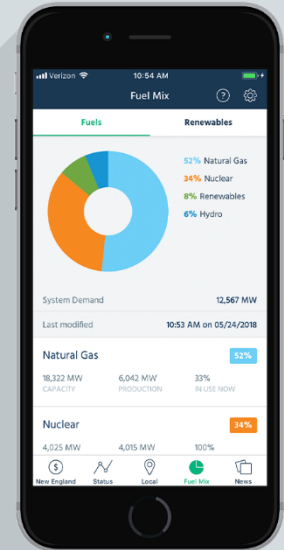 Verizon 10:54 AM
Fuel Mix ?
Fuels Renewables
52% Natural Gas
34% Nuclear
8% Renewables
6% Hydro
System Demand 12,567 MW
Last modified 10:53 AM on 05/24/2018
Natural Gas 52%
18,322 MW 6,042 MW 33%
CAPACITY PRODUCTION IN USE NOW
Nuclear 34%
4,025 MW 4,015 MW 100%
$
New England Status Local Fuel Mix News